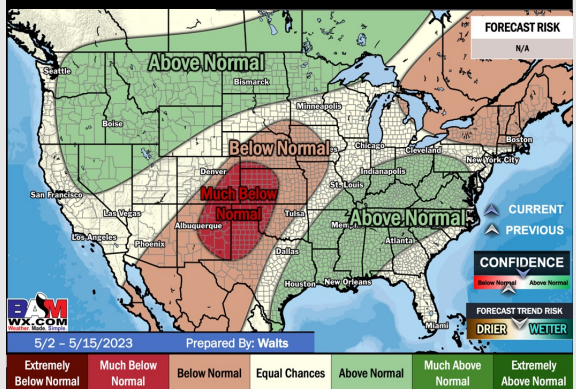 FORECAST RISK
N/A
Above Normal
Seattle
Bismarck
Minneapolis
Boise
Boston
Below Normal
Chicago
Cleveland
New York City
Denver
Indianapolis
San Francisco
Much Below
Normal
St. Louis
Las Vegas
Tulsa
Above Normal
CURRENT
Los Angeles
Albuquerque
PREVIOUS
Phoenix
Atlanta
Dallas
CONFIDENCE
Below Normal
Above Normal
Houston
New Orleans
BAM
WX.COM
Weather. Made. Simple.
FORECAST TREND RISK
DRIER
WETTER
Miami
5/2 – 5/15/2023
Prepared By: Walts
Extremely
Below Normal
Much Below
Normal
Below Normal
Equal Chances
Above Normal
Much Above
Normal
Extremely
Above Normal